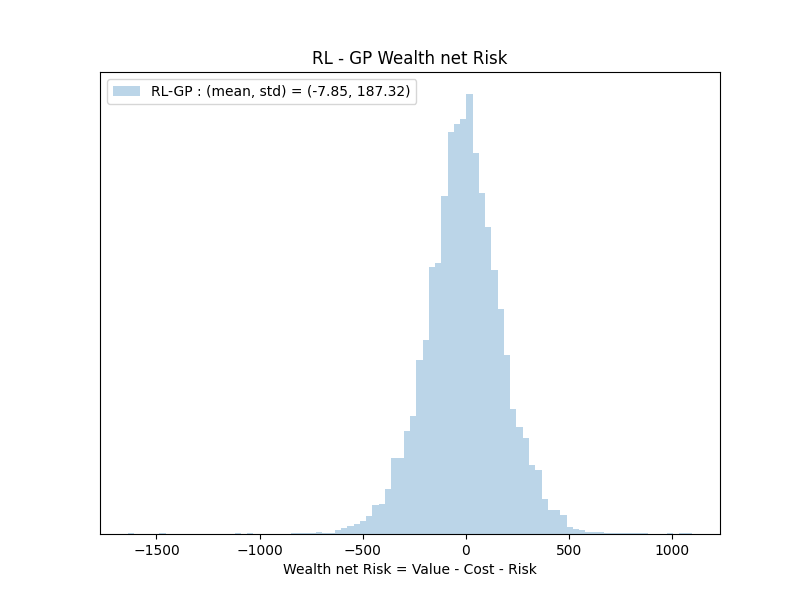 RL - GP Wealth net Risk
RL-GP : (mean, std) = (-7.85, 187.32)
−1500 −1000 −500 0 500 1000
Wealth net Risk = Value - Cost - Risk